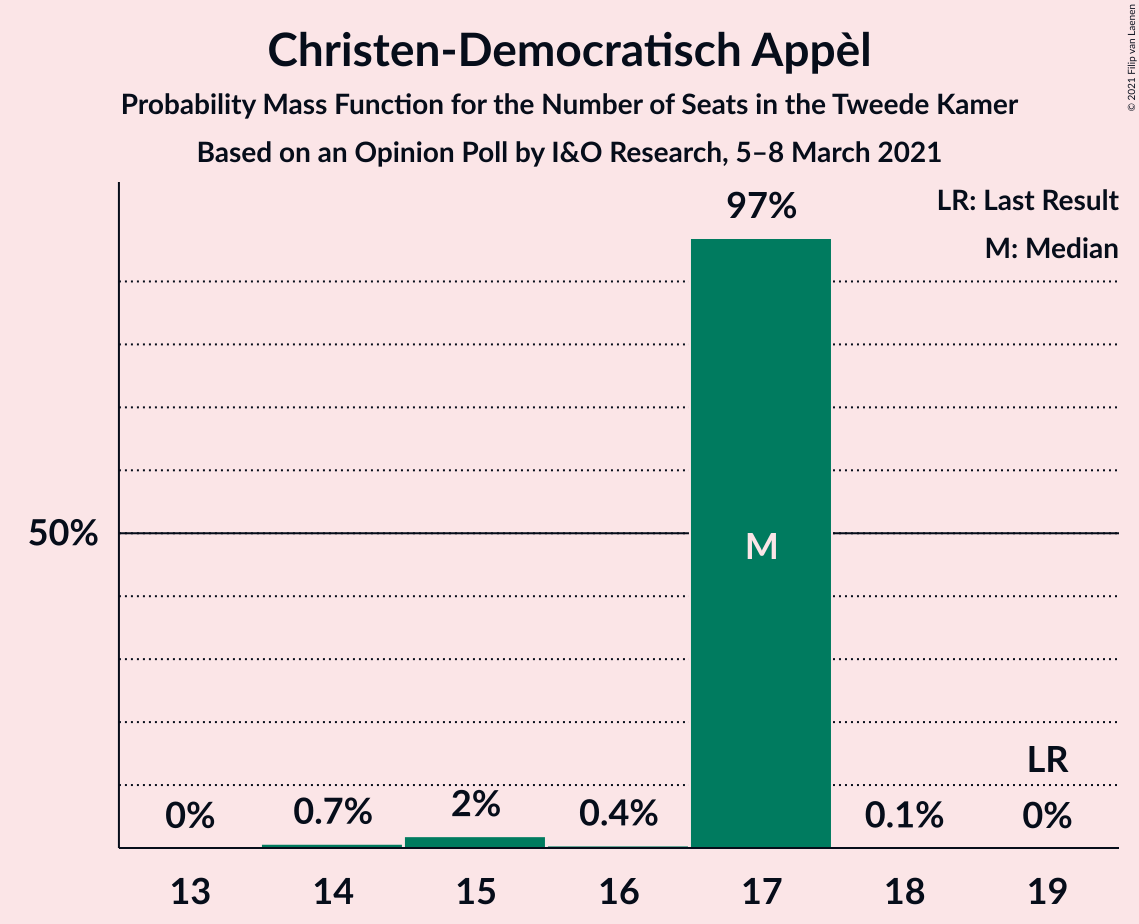 Christen-Democratisch Appèl
Probability Mass Function for the Number of Seats in the Tweede Kamer
Based on an Opinion Poll by I&O Research, 5–8 March 2021
© 2021 Filip van Laenen
LR: Last Result
M: Median
97%
50%
M
LR
0%
0.7%
2%
0.4%
0.1%
0%
13
14
15
16
17
18
19